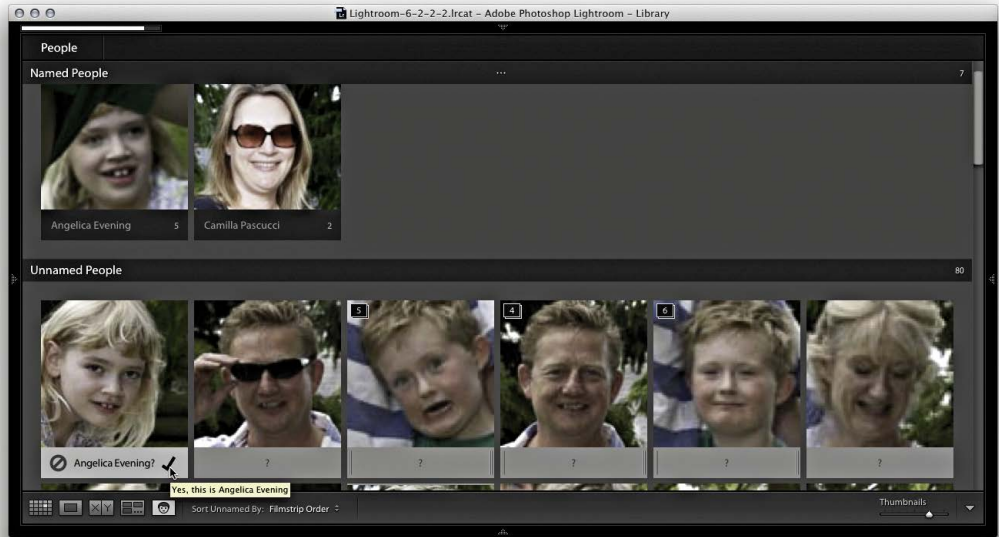 Lightroom-6-2-2-2.lrcat – Adobe Photoshop Lightroom – Library
People
Named People ... 7
Angelica Evening 5 Camilla Pascucci 2
Unnamed People 80
5 4 6
Angelica Evening? ? ? ? ? ?
Yes, this is Angelica Evening
XY Sort Unnamed By: Filmstrip Order Thumbnails